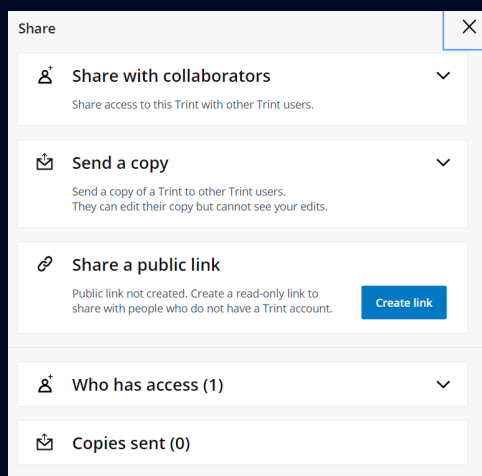 Share
Share with collaborators
Share access to this Trint with other Trint users.
Send a copy
Send a copy of a Trint to other Trint users.
They can edit their copy but cannot see your edits.
Share a public link
Public link not created. Create a read-only link to
share with people who do not have a Trint account.
Create link
Who has access (1)
Copies sent (0)